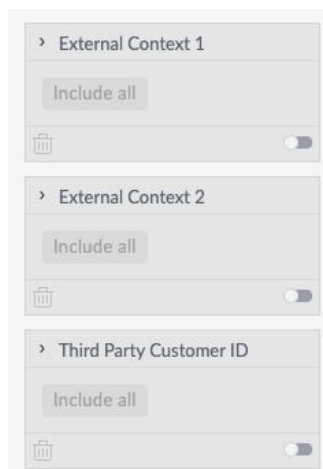 External Context 1
Include all
External Context 2
Include all
Third Party Customer ID
Include all